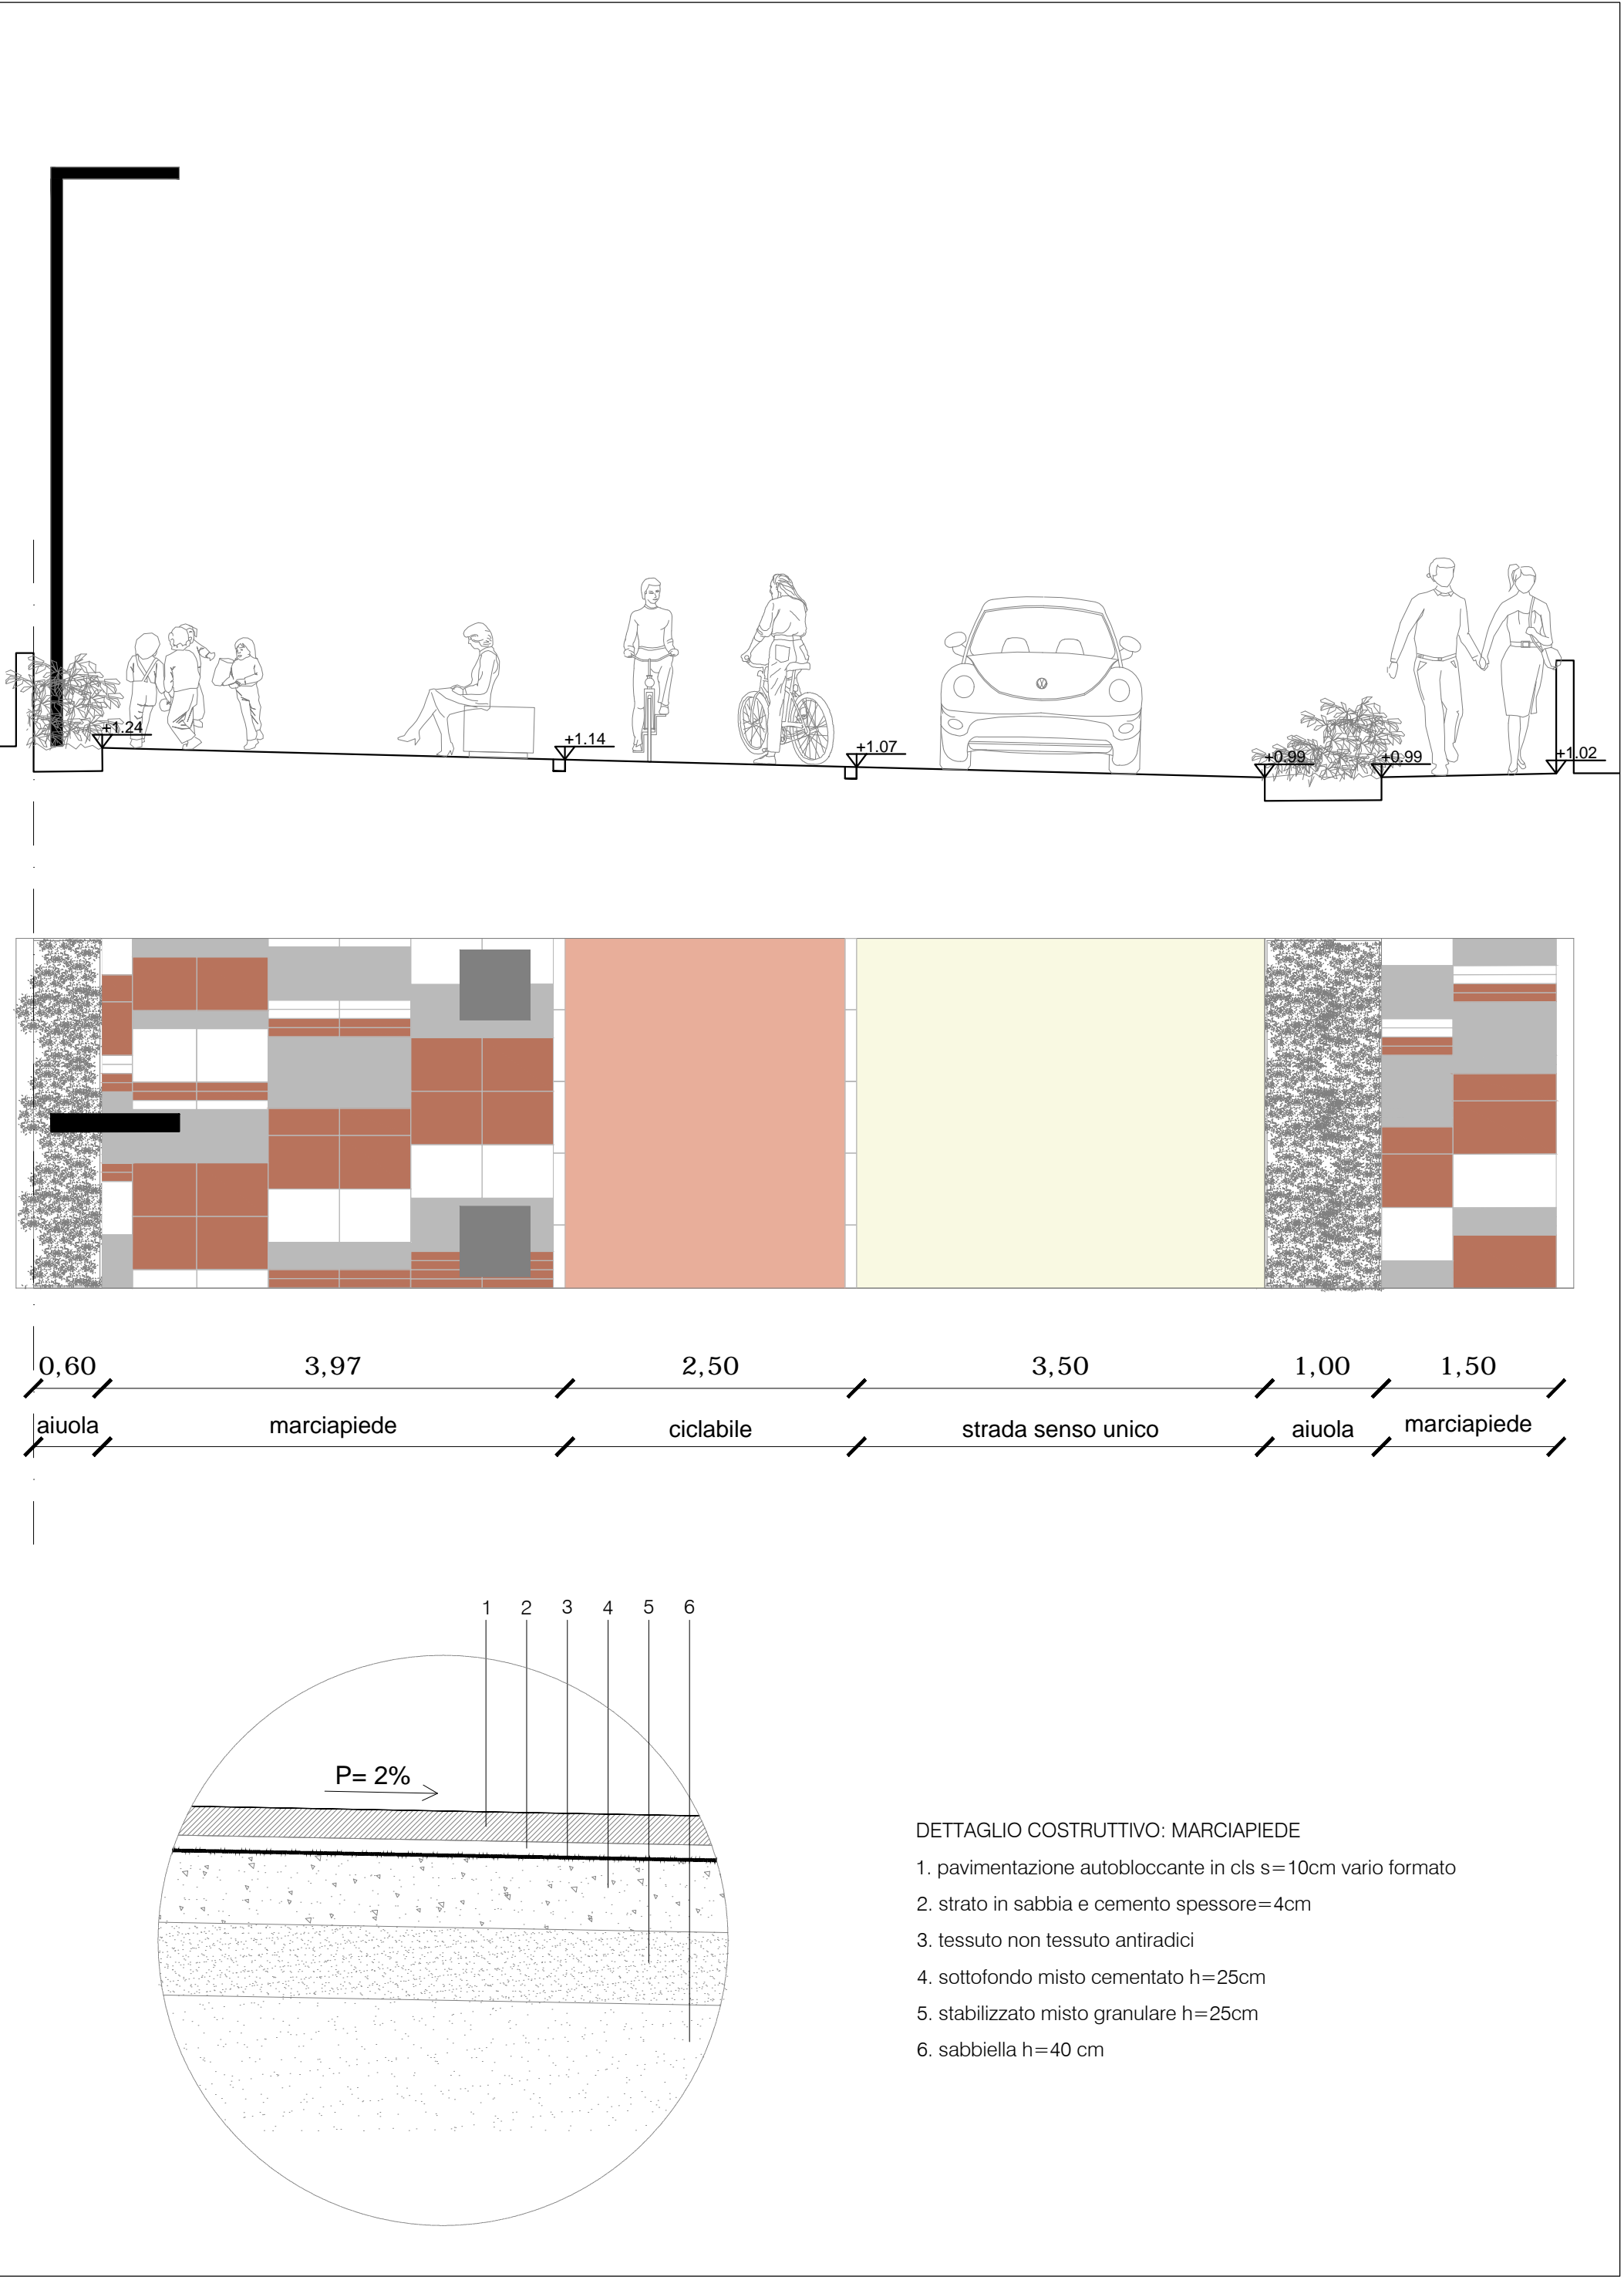 +1.24
+1.14
+1.07
+0.99
+0.99
+1.02
0,60 3,97 2,50 3,50 1,00 1,50
aiuola marciapiede ciclabile strada senso unico aiuola marciapiede
1 2 3 4 5 6
P= 2%
DETTAGLIO COSTRUTTIVO: MARCIAPIEDE
1. pavimentazione autobloccante in cls s=10cm vario formato
2. strato in sabbia e cemento spessore=4cm
3. tessuto non tessuto antiradici
4. sottofondo misto cementato h=25cm
5. stabilizzato misto granulare h=25cm
6. sabbiella h=40 cm